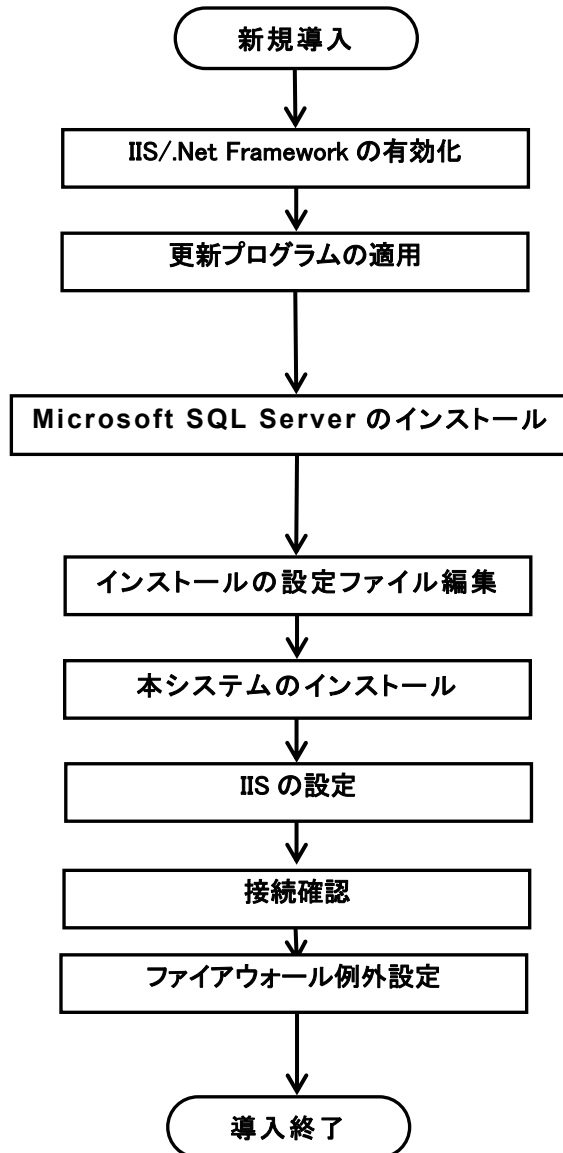 新規導入
IIS/.Net Framework の有効化
更新プログラムの適用
Microsoft SQL Server のインストール
インストールの設定ファイル編集
本システムのインストール
IIS の設定
接続確認
ファイアウォール例外設定
導入終了